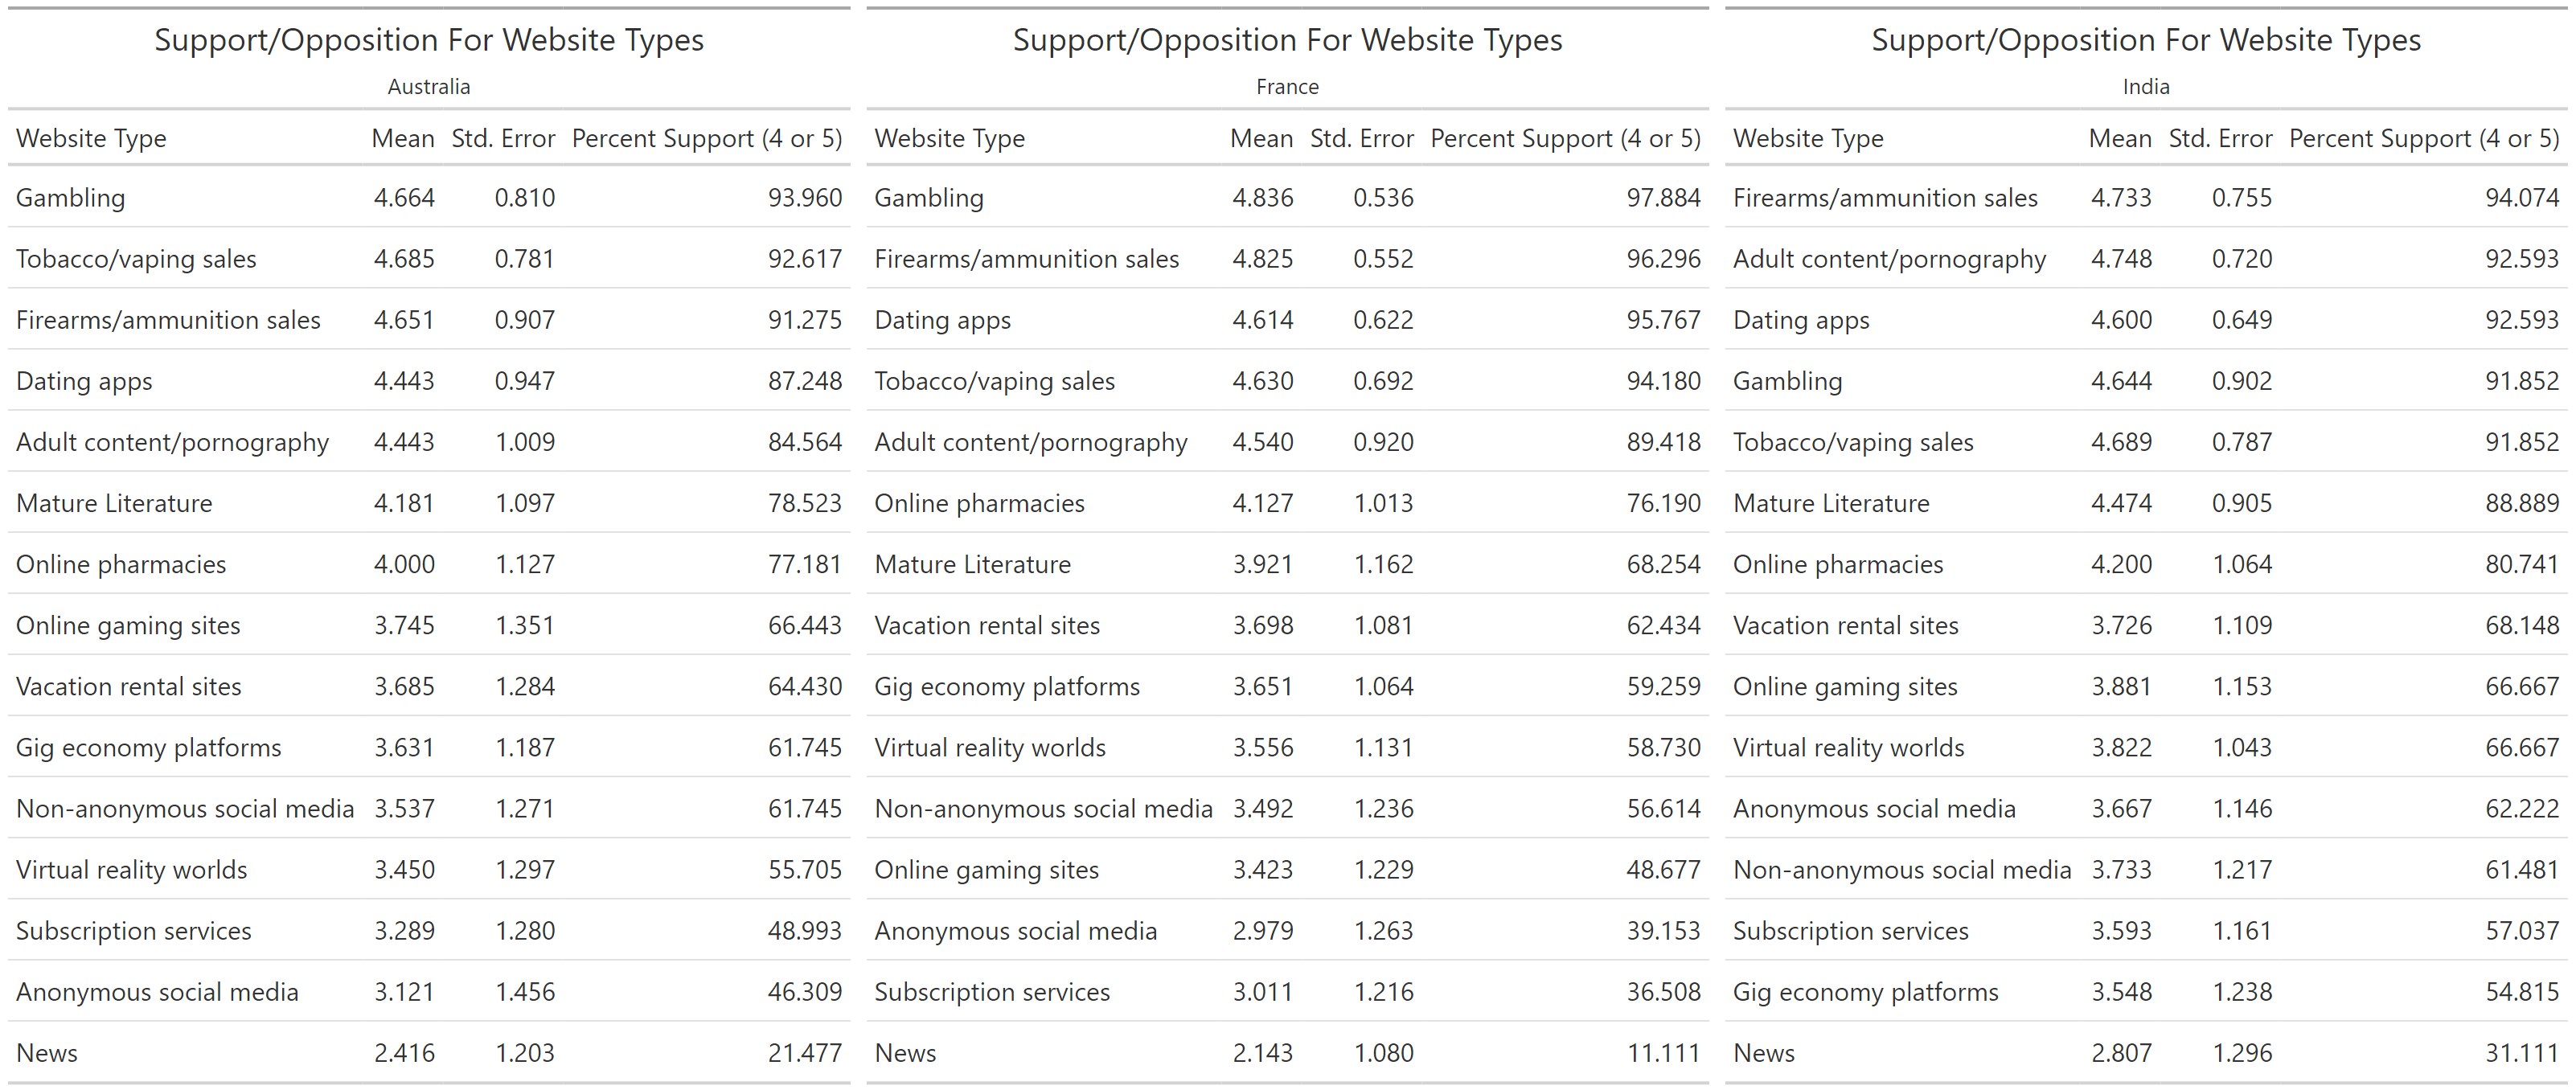 Support/Opposition For Website Types
Australia
Website Type Mean Std. Error Percent Support (4 or 5)
Gambling 4.664 0.810 93.960
Tobacco/vaping sales 4.685 0.781 92.617
Firearms/ammunition sales 4.651 0.907 91.275
Dating apps 4.443 0.947 87.248
Adult content/pornography 4.443 1.009 84.564
Mature Literature 4.181 1.097 78.523
Online pharmacies 4.000 1.127 77.181
Online gaming sites 3.745 1.351 66.443
Vacation rental sites 3.685 1.284 64.430
Gig economy platforms 3.631 1.187 61.745
Non-anonymous social media 3.537 1.271 61.745
Virtual reality worlds 3.450 1.297 55.705
Subscription services 3.289 1.280 48.993
Anonymous social media 3.121 1.456 46.309
News 2.416 1.203 21.477
Support/Opposition For Website Types
France
Website Type Mean Std. Error Percent Support (4 or 5)
Gambling 4.836 0.536 97.884
Firearms/ammunition sales 4.825 0.552 96.296
Dating apps 4.614 0.622 95.767
Tobacco/vaping sales 4.630 0.692 94.180
Adult content/pornography 4.540 0.920 89.418
Online pharmacies 4.127 1.013 76.190
Mature Literature 3.921 1.162 68.254
Vacation rental sites 3.698 1.081 62.434
Gig economy platforms 3.651 1.064 59.259
Virtual reality worlds 3.556 1.131 58.730
Non-anonymous social media 3.492 1.236 56.614
Online gaming sites 3.423 1.229 48.677
Anonymous social media 2.979 1.263 39.153
Subscription services 3.011 1.216 36.508
News 2.143 1.080 11.111
Support/Opposition For Website Types
India
Website Type Mean Std. Error Percent Support (4 or 5)
Firearms/ammunition sales 4.733 0.755 94.074
Adult content/pornography 4.748 0.720 92.593
Dating apps 4.600 0.649 92.593
Gambling 4.644 0.902 91.852
Tobacco/vaping sales 4.689 0.787 91.852
Mature Literature 4.474 0.905 88.889
Online pharmacies 4.200 1.064 80.741
Vacation rental sites 3.726 1.109 68.148
Online gaming sites 3.881 1.153 66.667
Virtual reality worlds 3.822 1.043 66.667
Anonymous social media 3.667 1.146 62.222
Non-anonymous social media 3.733 1.217 61.481
Subscription services 3.593 1.161 57.037
Gig economy platforms 3.548 1.238 54.815
News 2.807 1.296 31.111